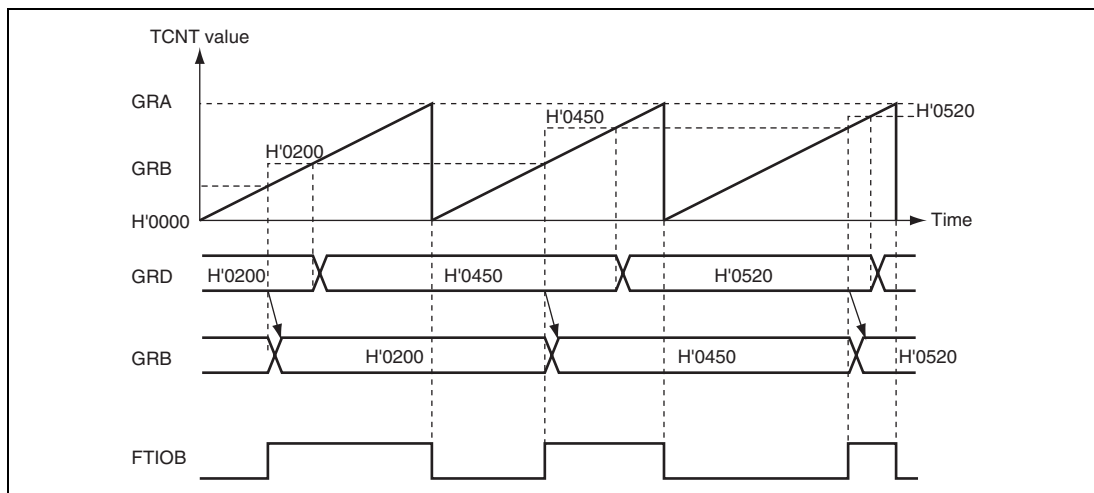 TCNT value
GRA
H'0450
H'0520
H'0200
GRB
H'0000
Time
GRD
H'0200
H'0450
H'0520
GRB
H'0200
H'0450
H'0520
FTIOB